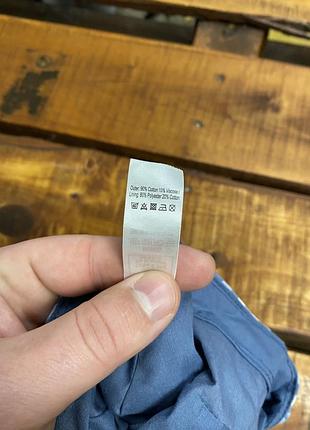 Outer: 90% Cotton 10% Viscose /
Lining: 80% Polyester 20% Cotton